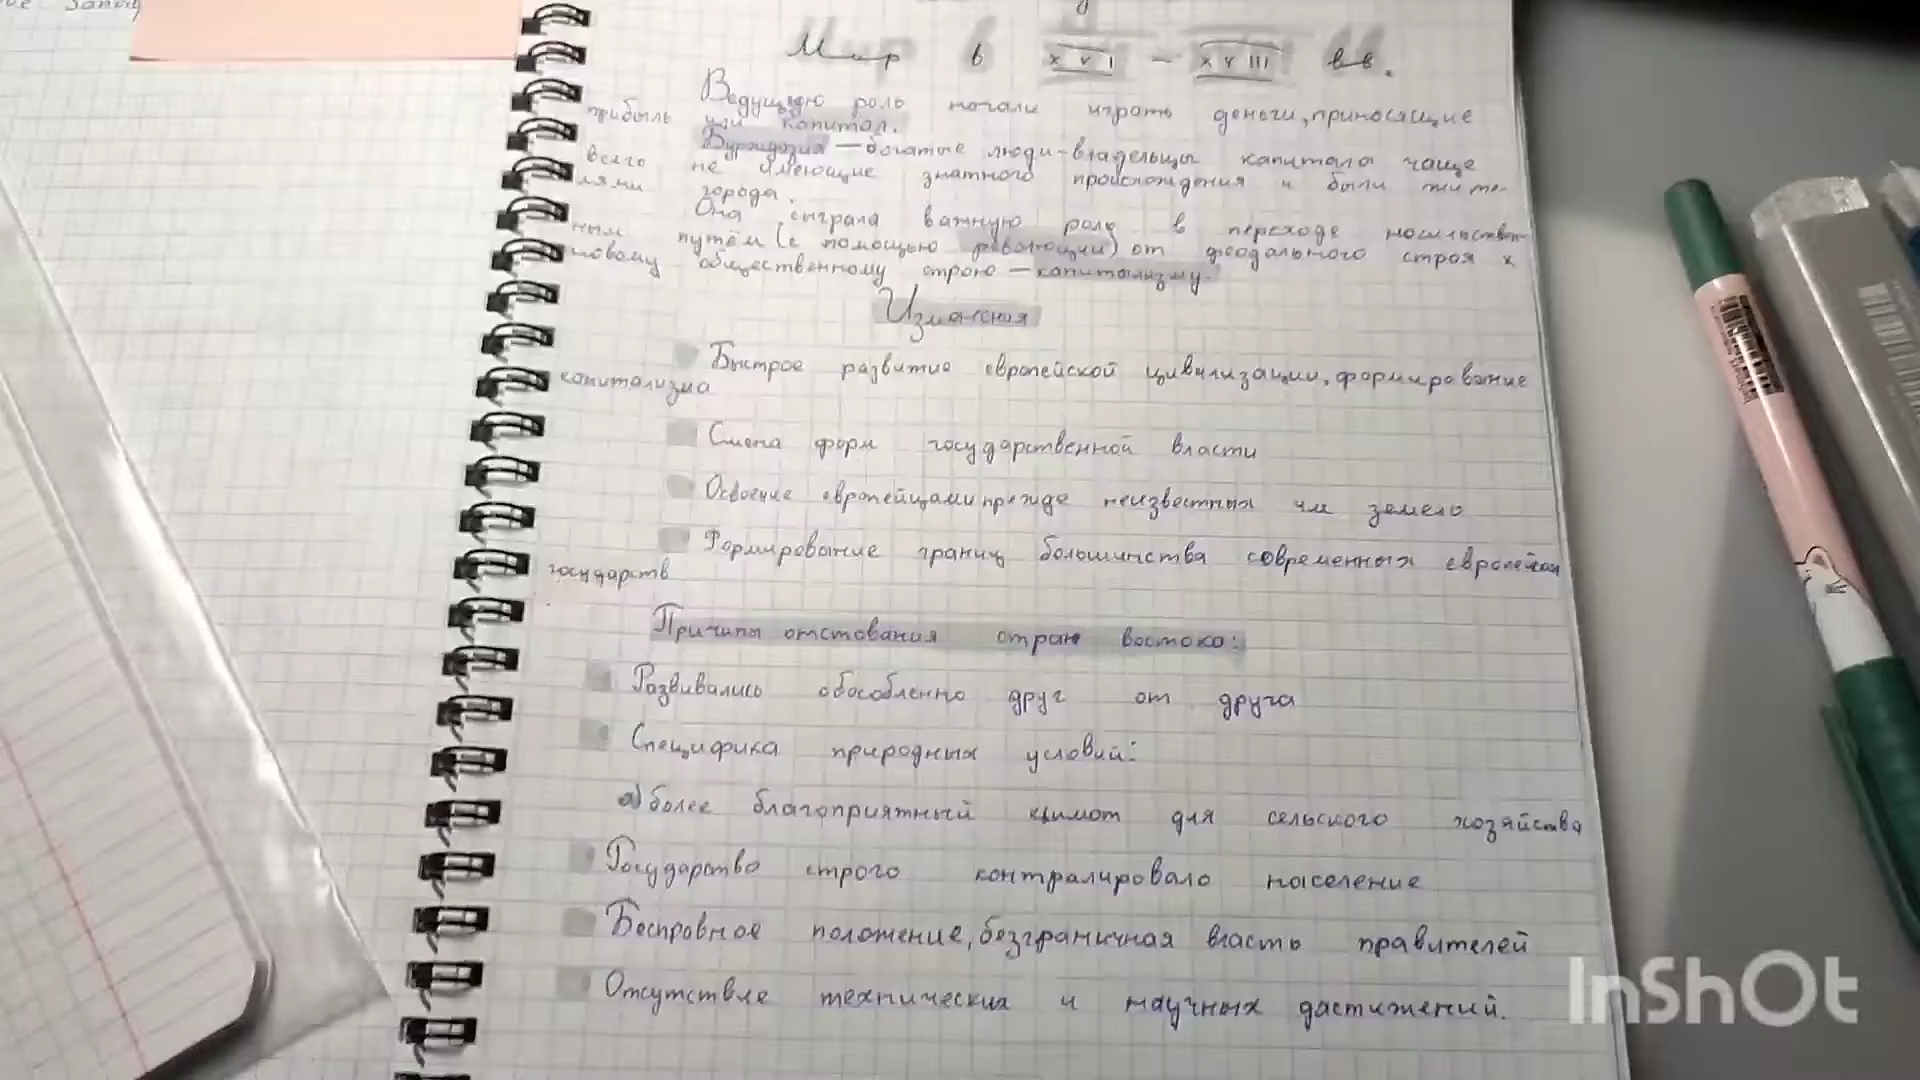 Мир в XVI – XVIII вв.
Ведущую роль начали играть деньги, приносящие
прибыль или капитал.
Буржуазия — богатые люди-владельцы капитала чаще
всего не имеющие знатного происхождения и были жите-
лями города.
Она сыграла важную роль в переходе насильствен-
ным путём (с помощью революции) от феодального строя к
новому общественному строю — капитализму.
Изменения
Быстрое развитие европейской цивилизации, формирование
капитализма
Смена форм государственной власти
Освоение европейцами прежде неизвестных им земель
Формирование границ большинства современных европейских
государств
Причины отставания стран востока:
Развивались обособленно друг от друга
Специфика природных условий:
а) более благоприятный климат для сельского хозяйства
Государство строго контралировало население
Бесправное положение, безграничная власть правителей
Отсутствие технических и научных дастижений.
InShOt